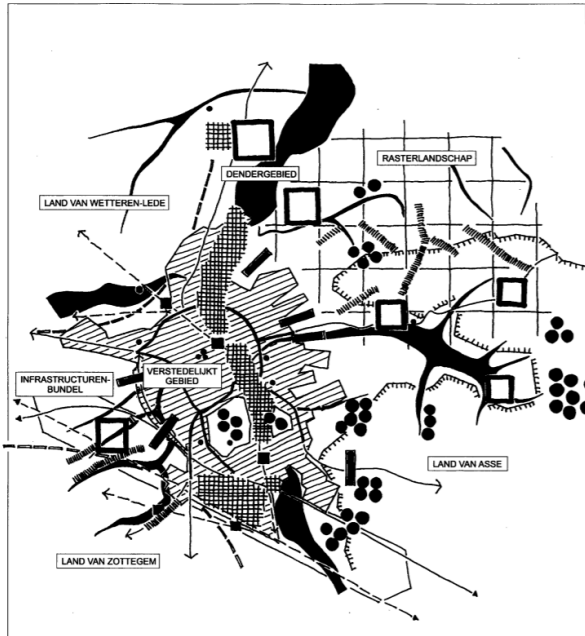 DENDERGEBIED
RASTERLANDSCHAP
LAND VAN WETTEREN-LEDE
INFRASTRUCTUREN-
BUNDEL
VERSTEDELIJKT
GEBIED
LAND VAN ASSE
LAND VAN ZOTTEGEM